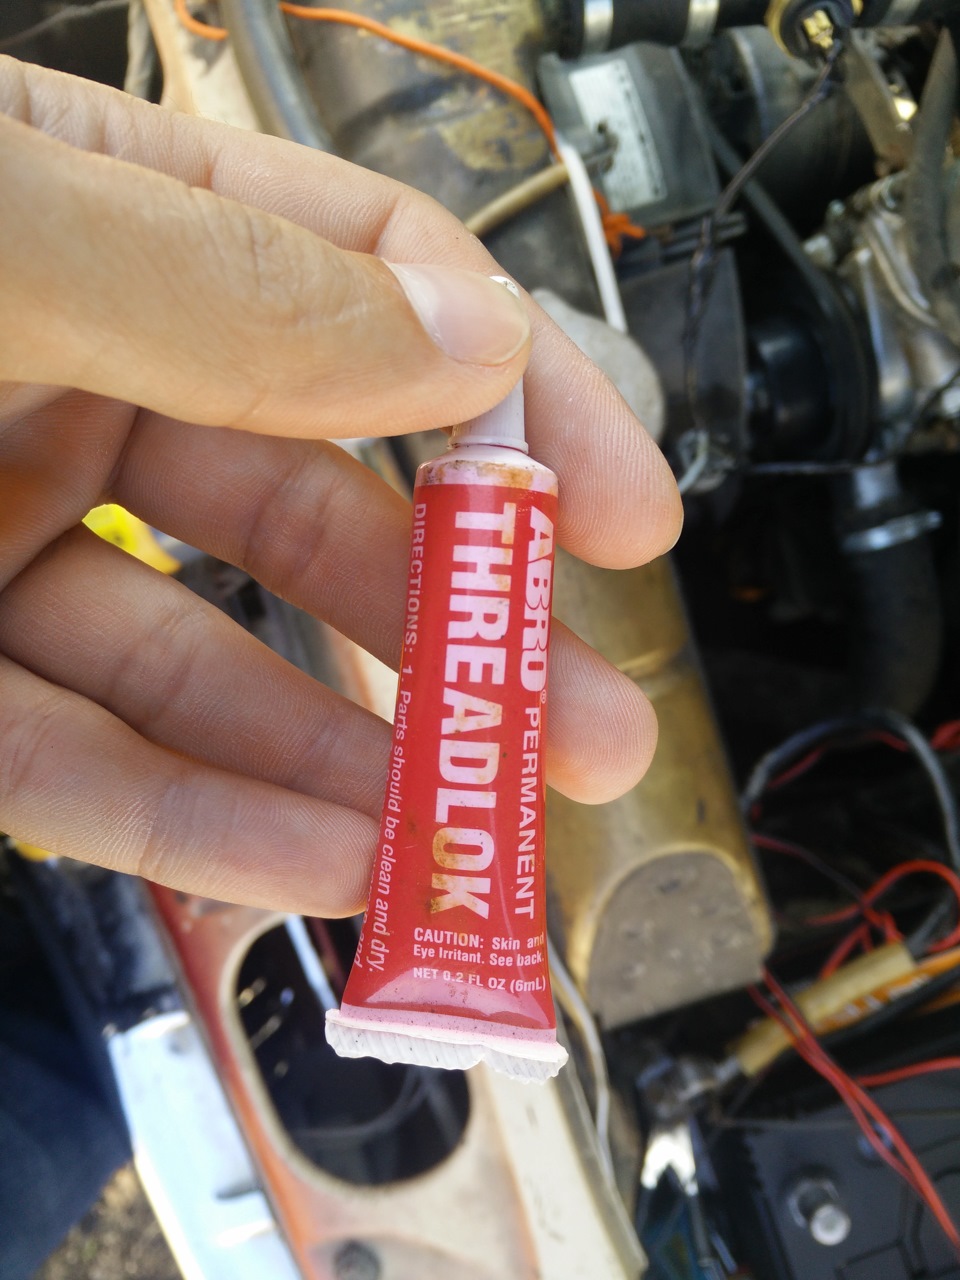 ABRO® PERMANENT
THREADLOK
CAUTION: Skin and
Eye Irritant. See back.
NET 0.2 FL OZ (6mL)
DIRECTIONS: 1. Parts should be clean and dry.